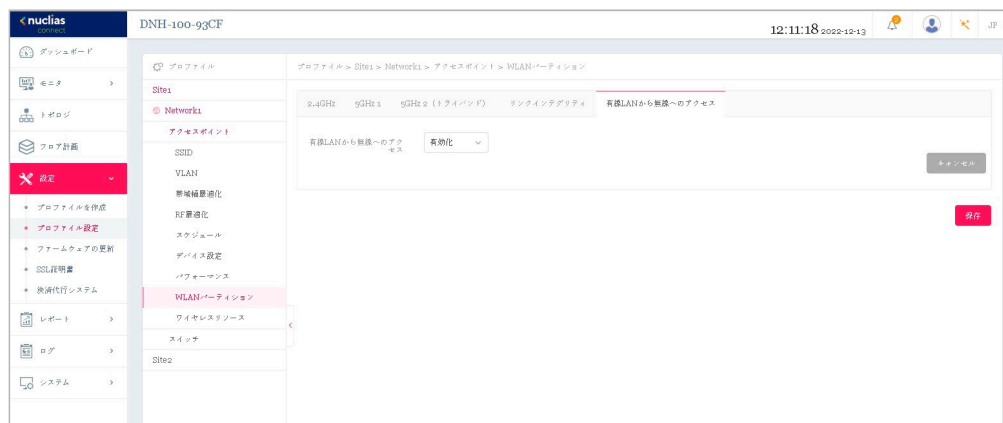 nuclias
connect
DNH-100-93CF
12:11:18 2022-12-13
JP
ダッシュボード
モニタ
トポロジ
フロア計画
設定
プロファイルを作成
プロファイル設定
ファームウェアの更新
SSL証明書
決済代行システム
レポート
ログ
システム
プロファイル
Site1
Network1
アクセスポイント
SSID
VLAN
帯域幅最適化
RF最適化
スケジュール
デバイス設定
パフォーマンス
WLANパーティション
ワイヤレスリソース
スイッチ
Site2
プロファイル > Site1 > Network1 > アクセスポイント > WLANパーティション
2.4GHz 5GHz 1 5GHz 2 (トライバンド) リンクインテグリティ 有線LANから無線へのアクセス
有線LANから無線へのアク
セス
有効化
キャンセル
保存